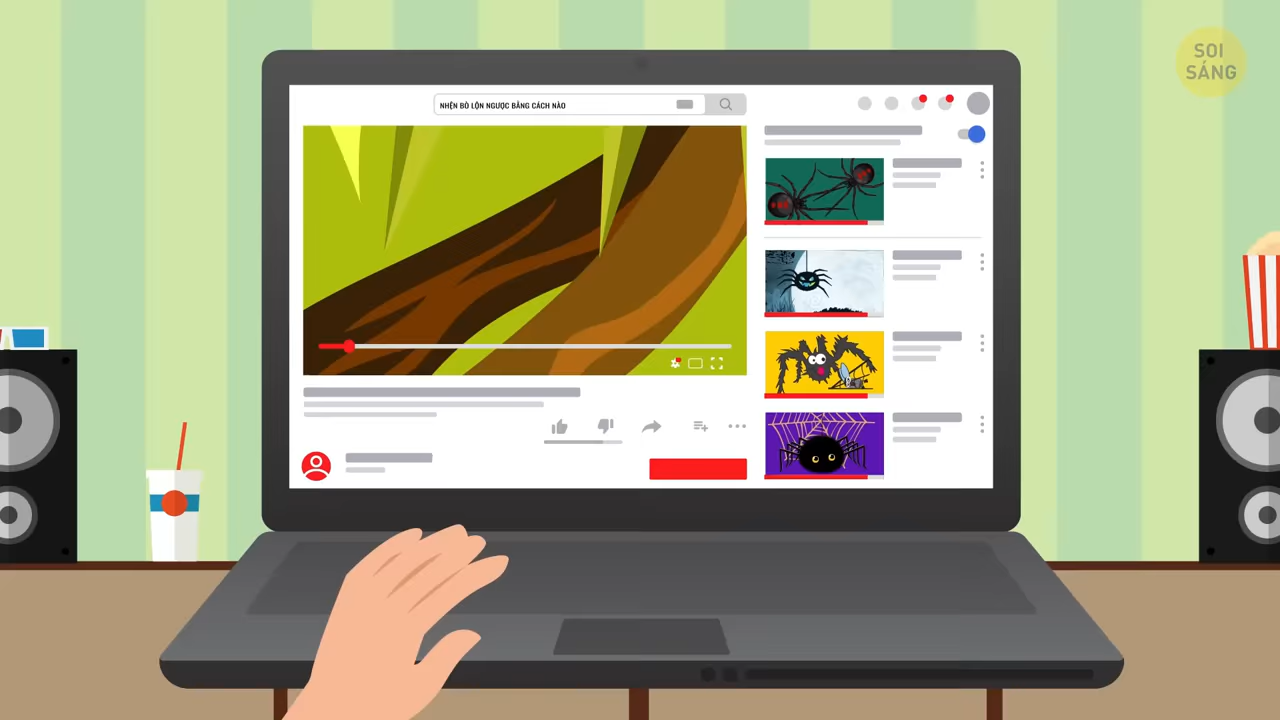 SOI
SÁNG
NHỆN BÒ LỘN NGƯỢC BẰNG CÁCH NÀO